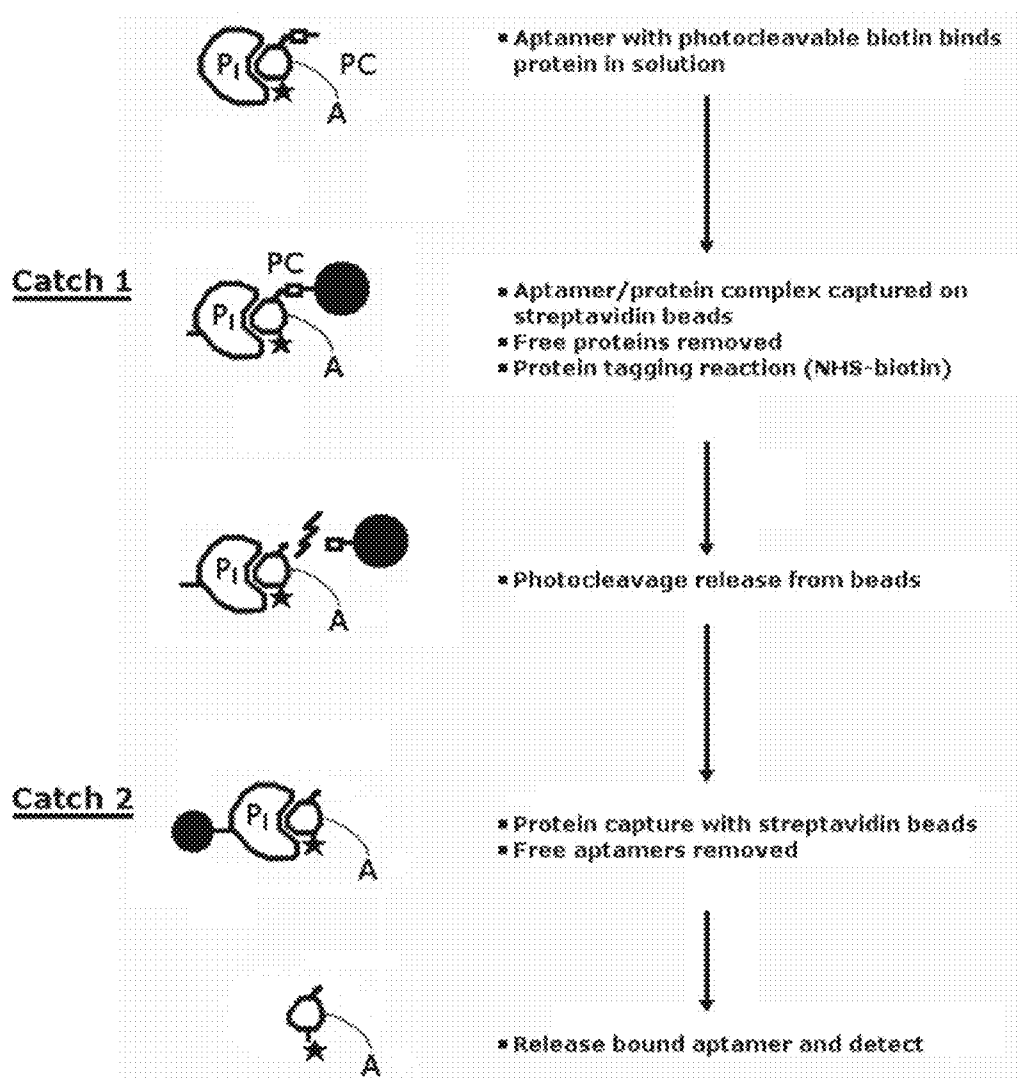 P₁
PC
A
▪ Aptamer with photocleavable biotin binds
protein in solution
Catch 1
PC
P₁
A
▪ Aptamer/protein complex captured on
streptavidin beads
▪ Free proteins removed
▪ Protein tagging reaction (NHS-biotin)
P₁
A
▪ Photocleavage release from beads
Catch 2
P₁
A
▪ Protein capture with streptavidin beads
▪ Free aptamers removed
A
▪ Release bound aptamer and detect